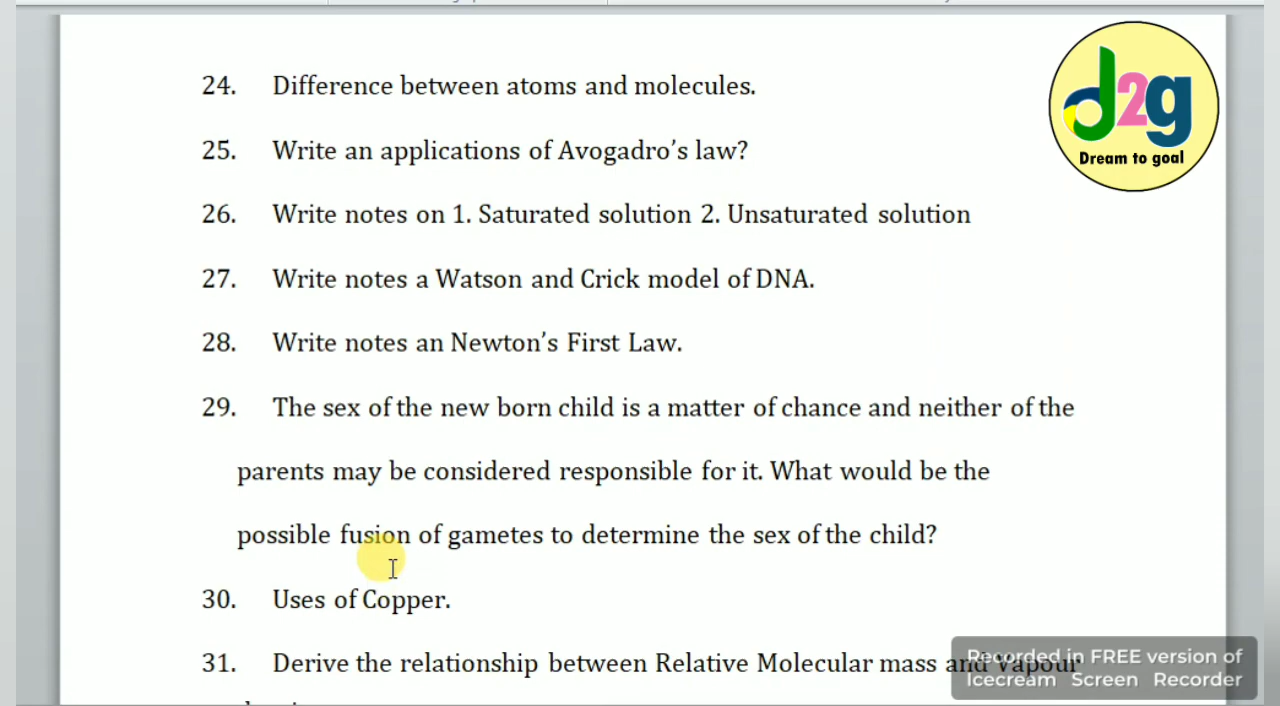 d2g
Dream to goal
24. Difference between atoms and molecules.
25. Write an applications of Avogadro’s law?
26. Write notes on 1. Saturated solution 2. Unsaturated solution
27. Write notes a Watson and Crick model of DNA.
28. Write notes an Newton’s First Law.
29. The sex of the new born child is a matter of chance and neither of the
parents may be considered responsible for it. What would be the
possible fusion of gametes to determine the sex of the child?
30. Uses of Copper.
31. Derive the relationship between Relative Molecular mass and Vapour
Recorded in FREE version of
Icecream Screen Recorder